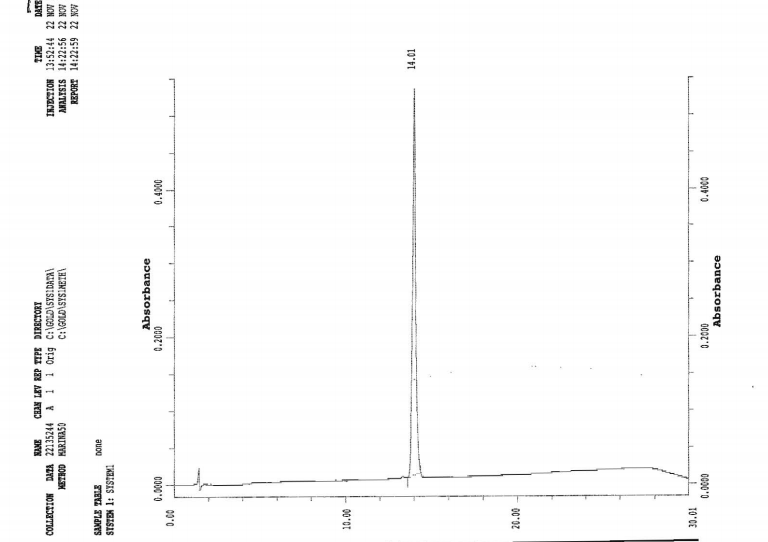 TIME DATE
INJECTION 13:52:44 22 NOV
ANALYSIS 14:22:56 22 NOV
REPORT 14:22:59 22 NOV
NAME CHAN LEV REP TYPE DIRECTORY
COLLECTION DATA 22135244 A 1 1 Orig C:\GOLD\SYS1DATA\
METHOD MARINA50 C:\GOLD\SYS1METH\
SAMPLE TABLE none
SYSTEM 1: SYSTEM1
14.01
Absorbance
0.4000
0.2000
0.0000
0.00
10.00
20.00
30.01
0.4000
0.2000
0.0000
Absorbance